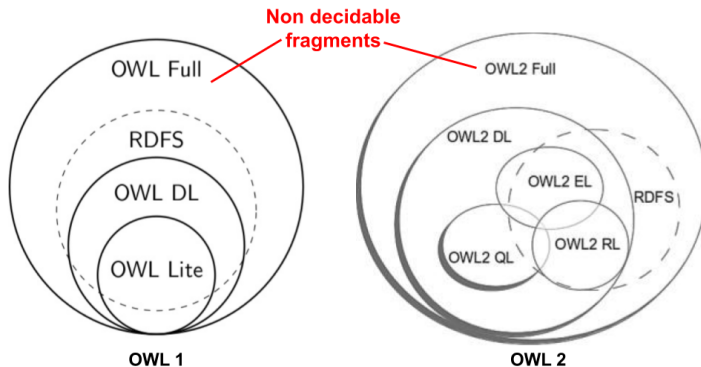 Non decidable
fragments
OWL Full
RDFS
OWL DL
OWL Lite
OWL 1
OWL2 Full
OWL2 DL
OWL2 EL
RDFS
OWL2 QL
OWL2 RL
OWL 2